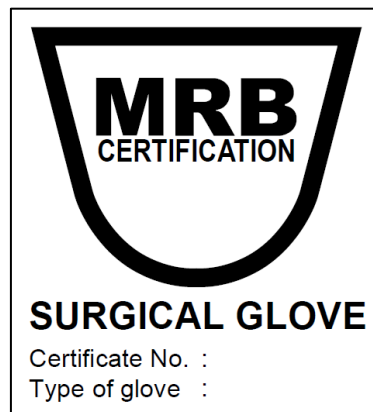 MRB
CERTIFICATION
SURGICAL GLOVE
Certificate No. :
Type of glove :